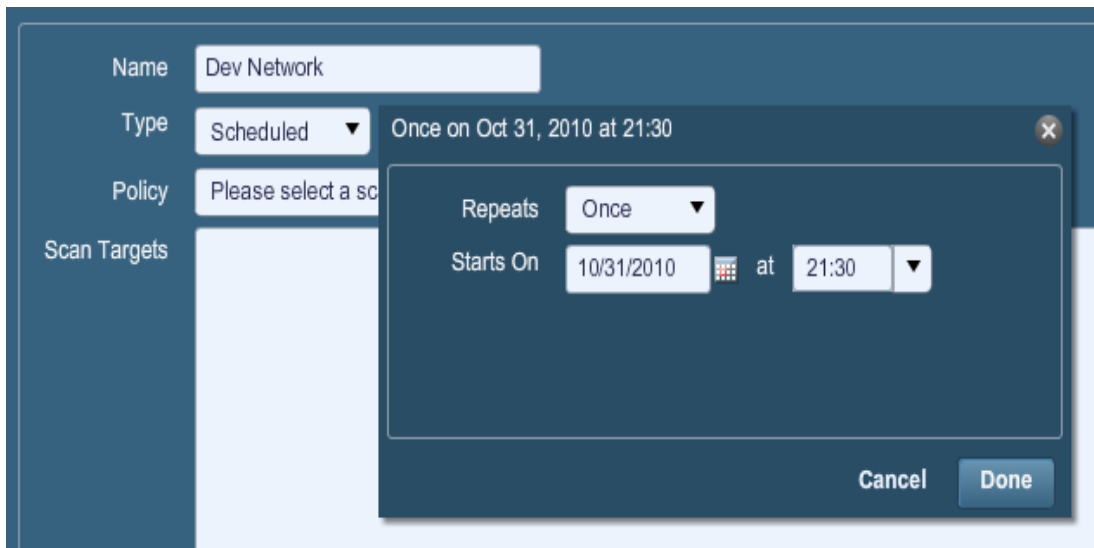 Name Dev Network
Type Scheduled
Once on Oct 31, 2010 at 21:30
Policy Please select a sc
Repeats Once
Scan Targets
Starts On 10/31/2010 at 21:30
Cancel Done